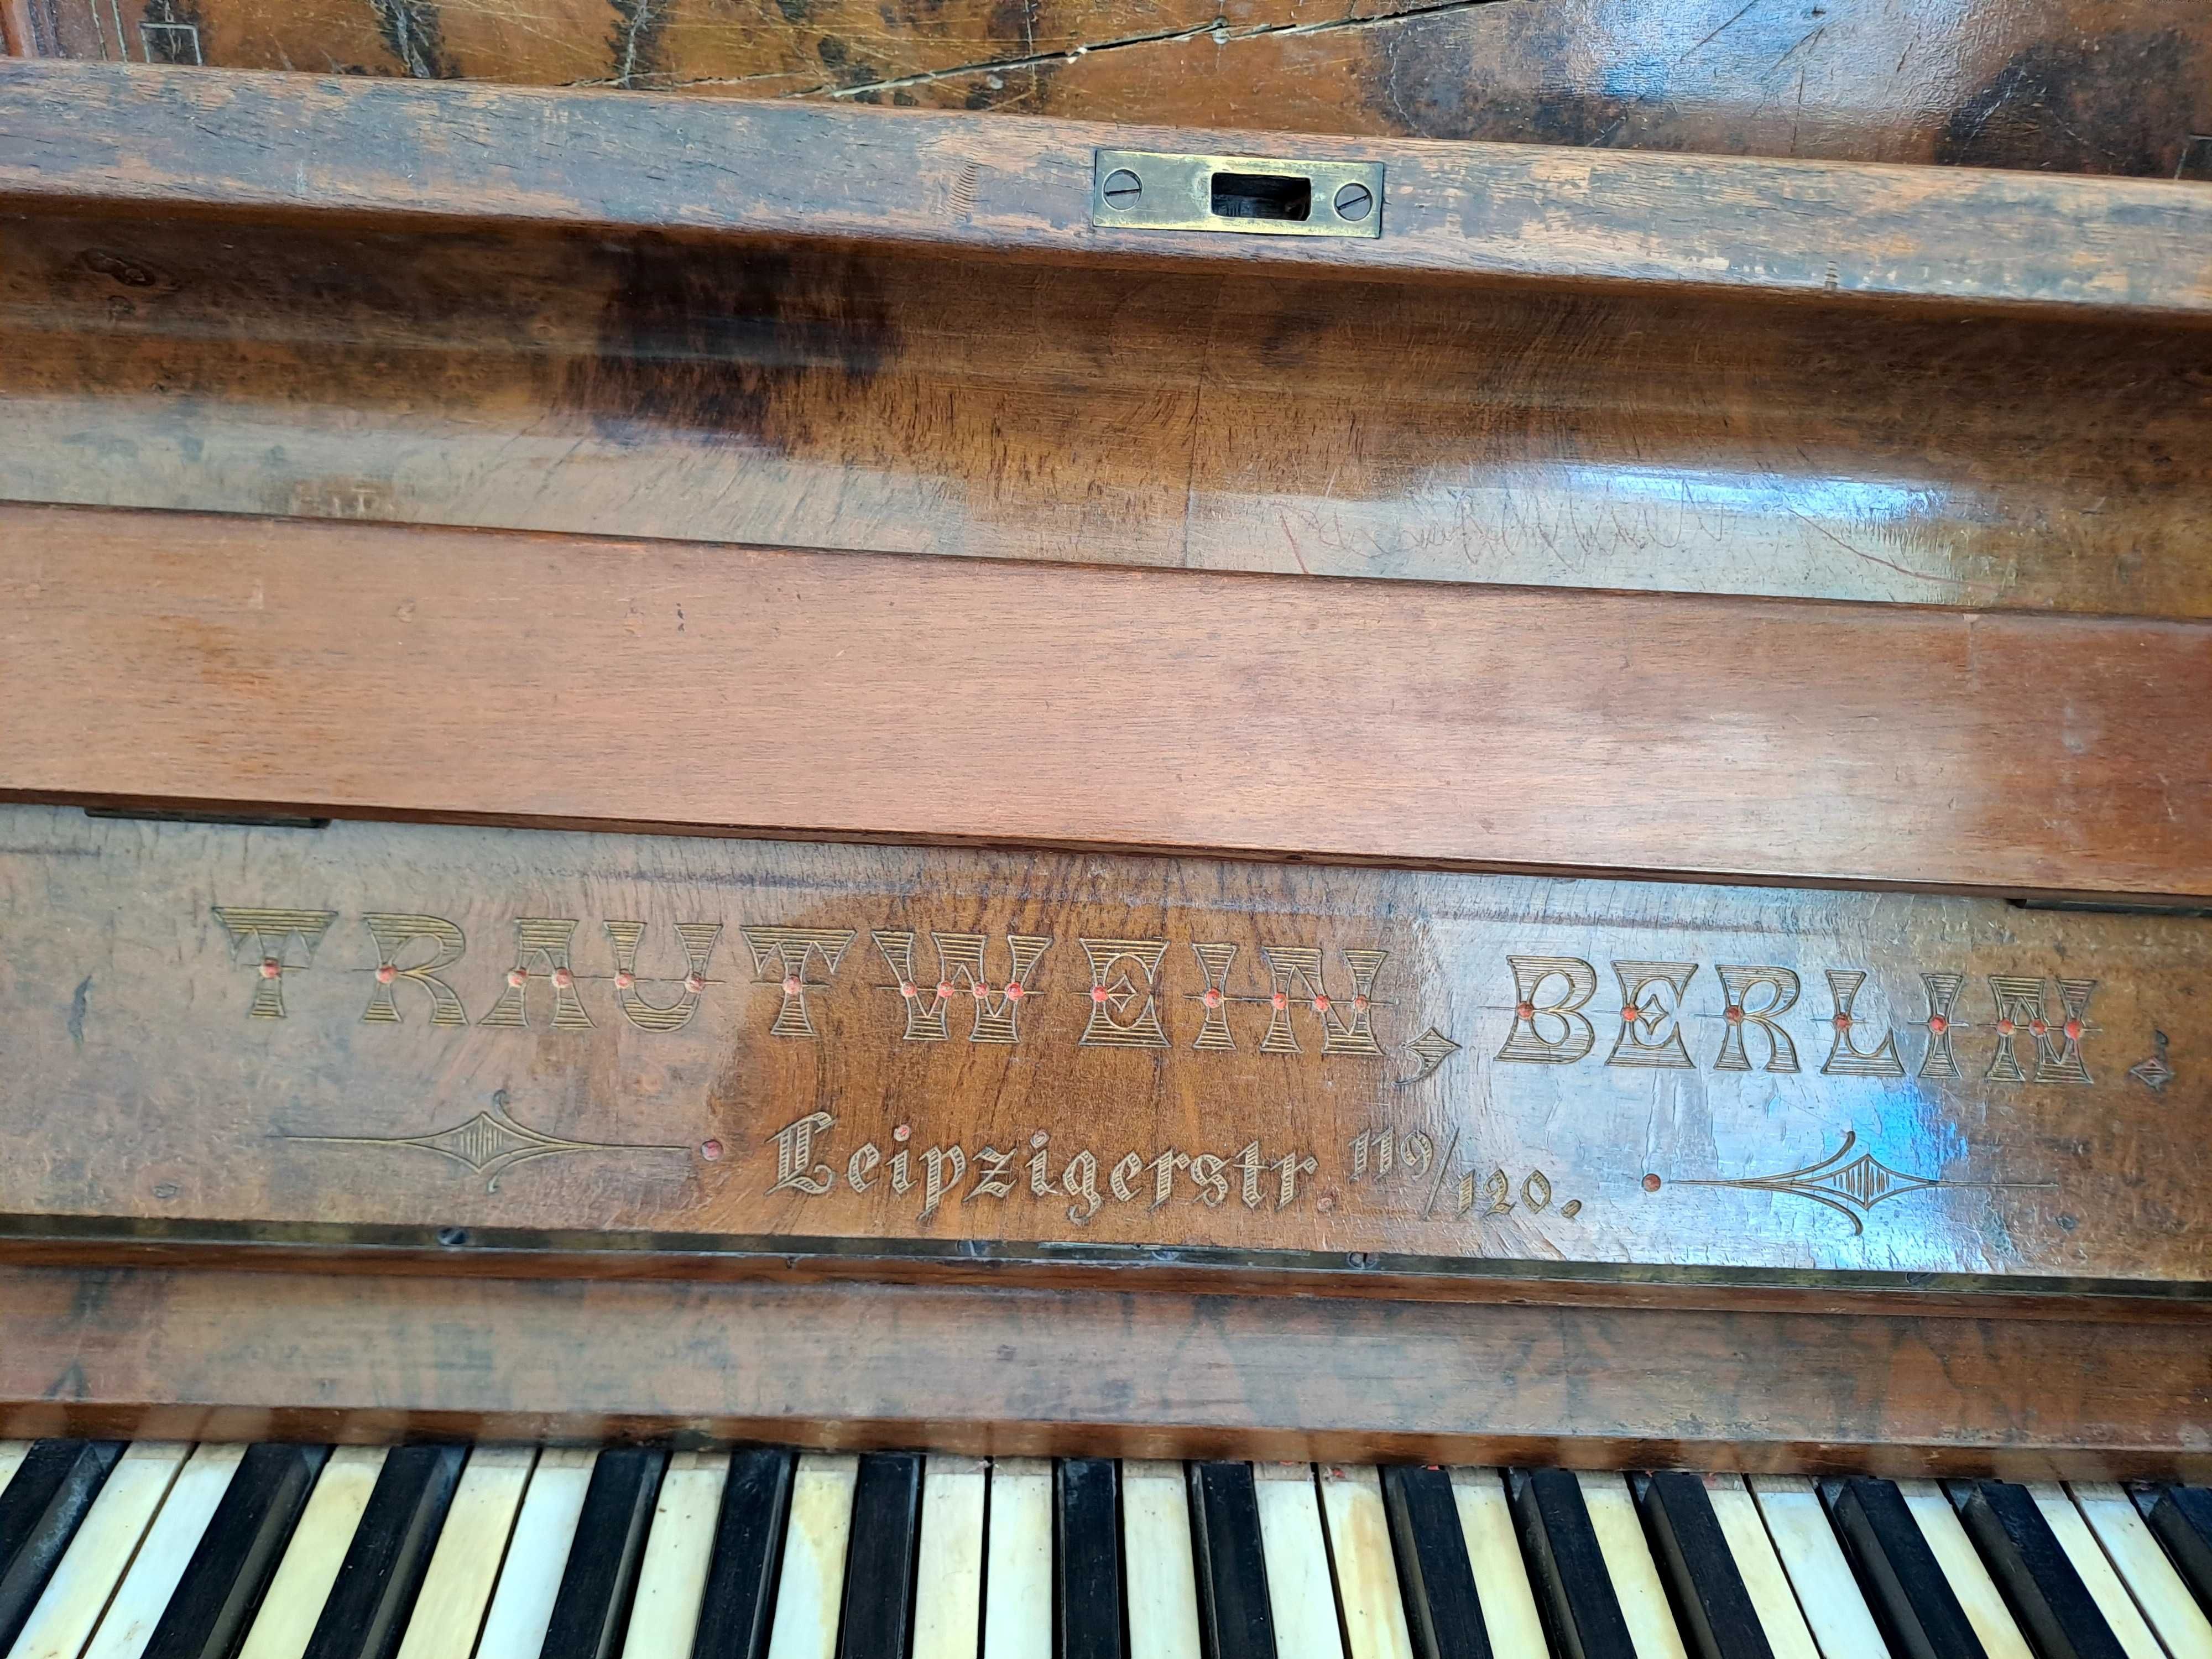 TRAUTWEIN, BERLIN.
Leipzigerstr. 119/120.